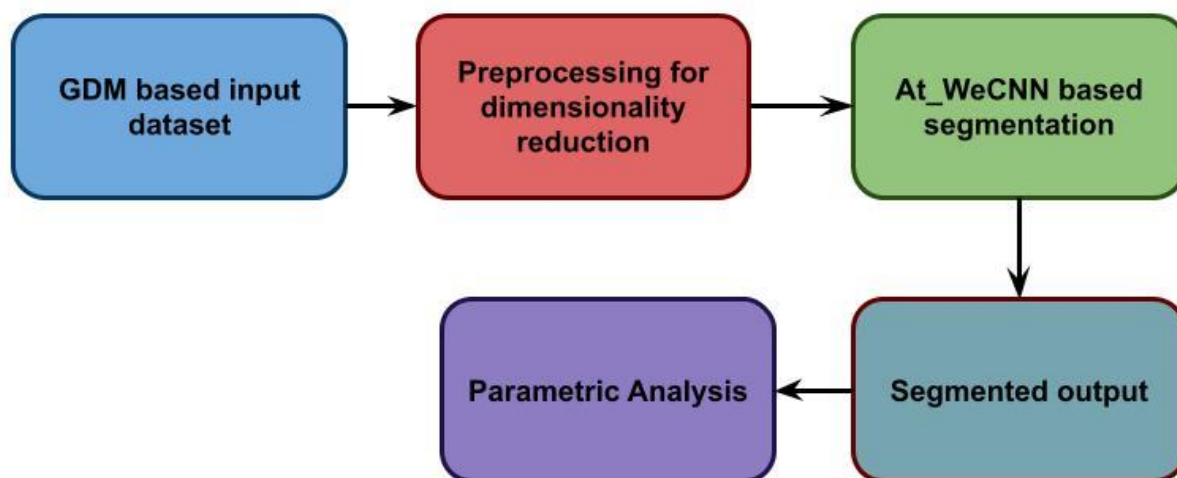 GDM based input
dataset
Preprocessing for
dimensionality
reduction
At_WeCNN based
segmentation
Segmented output
Parametric Analysis